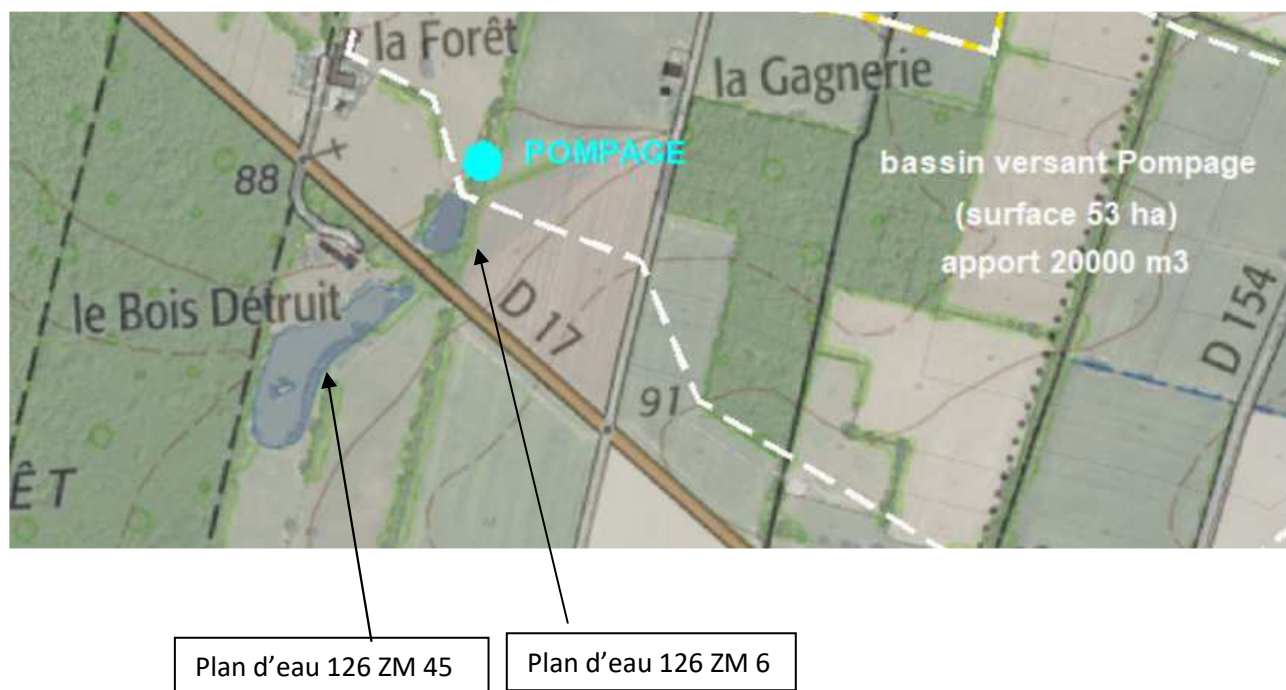 la Forêt
la Gagnerie
POMPAGE
bassin versant Pompage
(surface 53 ha)
apport 20000 m3
88
le Bois Détruit
D 17
D 154
91
ÊT
Plan d'eau 126 ZM 45
Plan d'eau 126 ZM 6